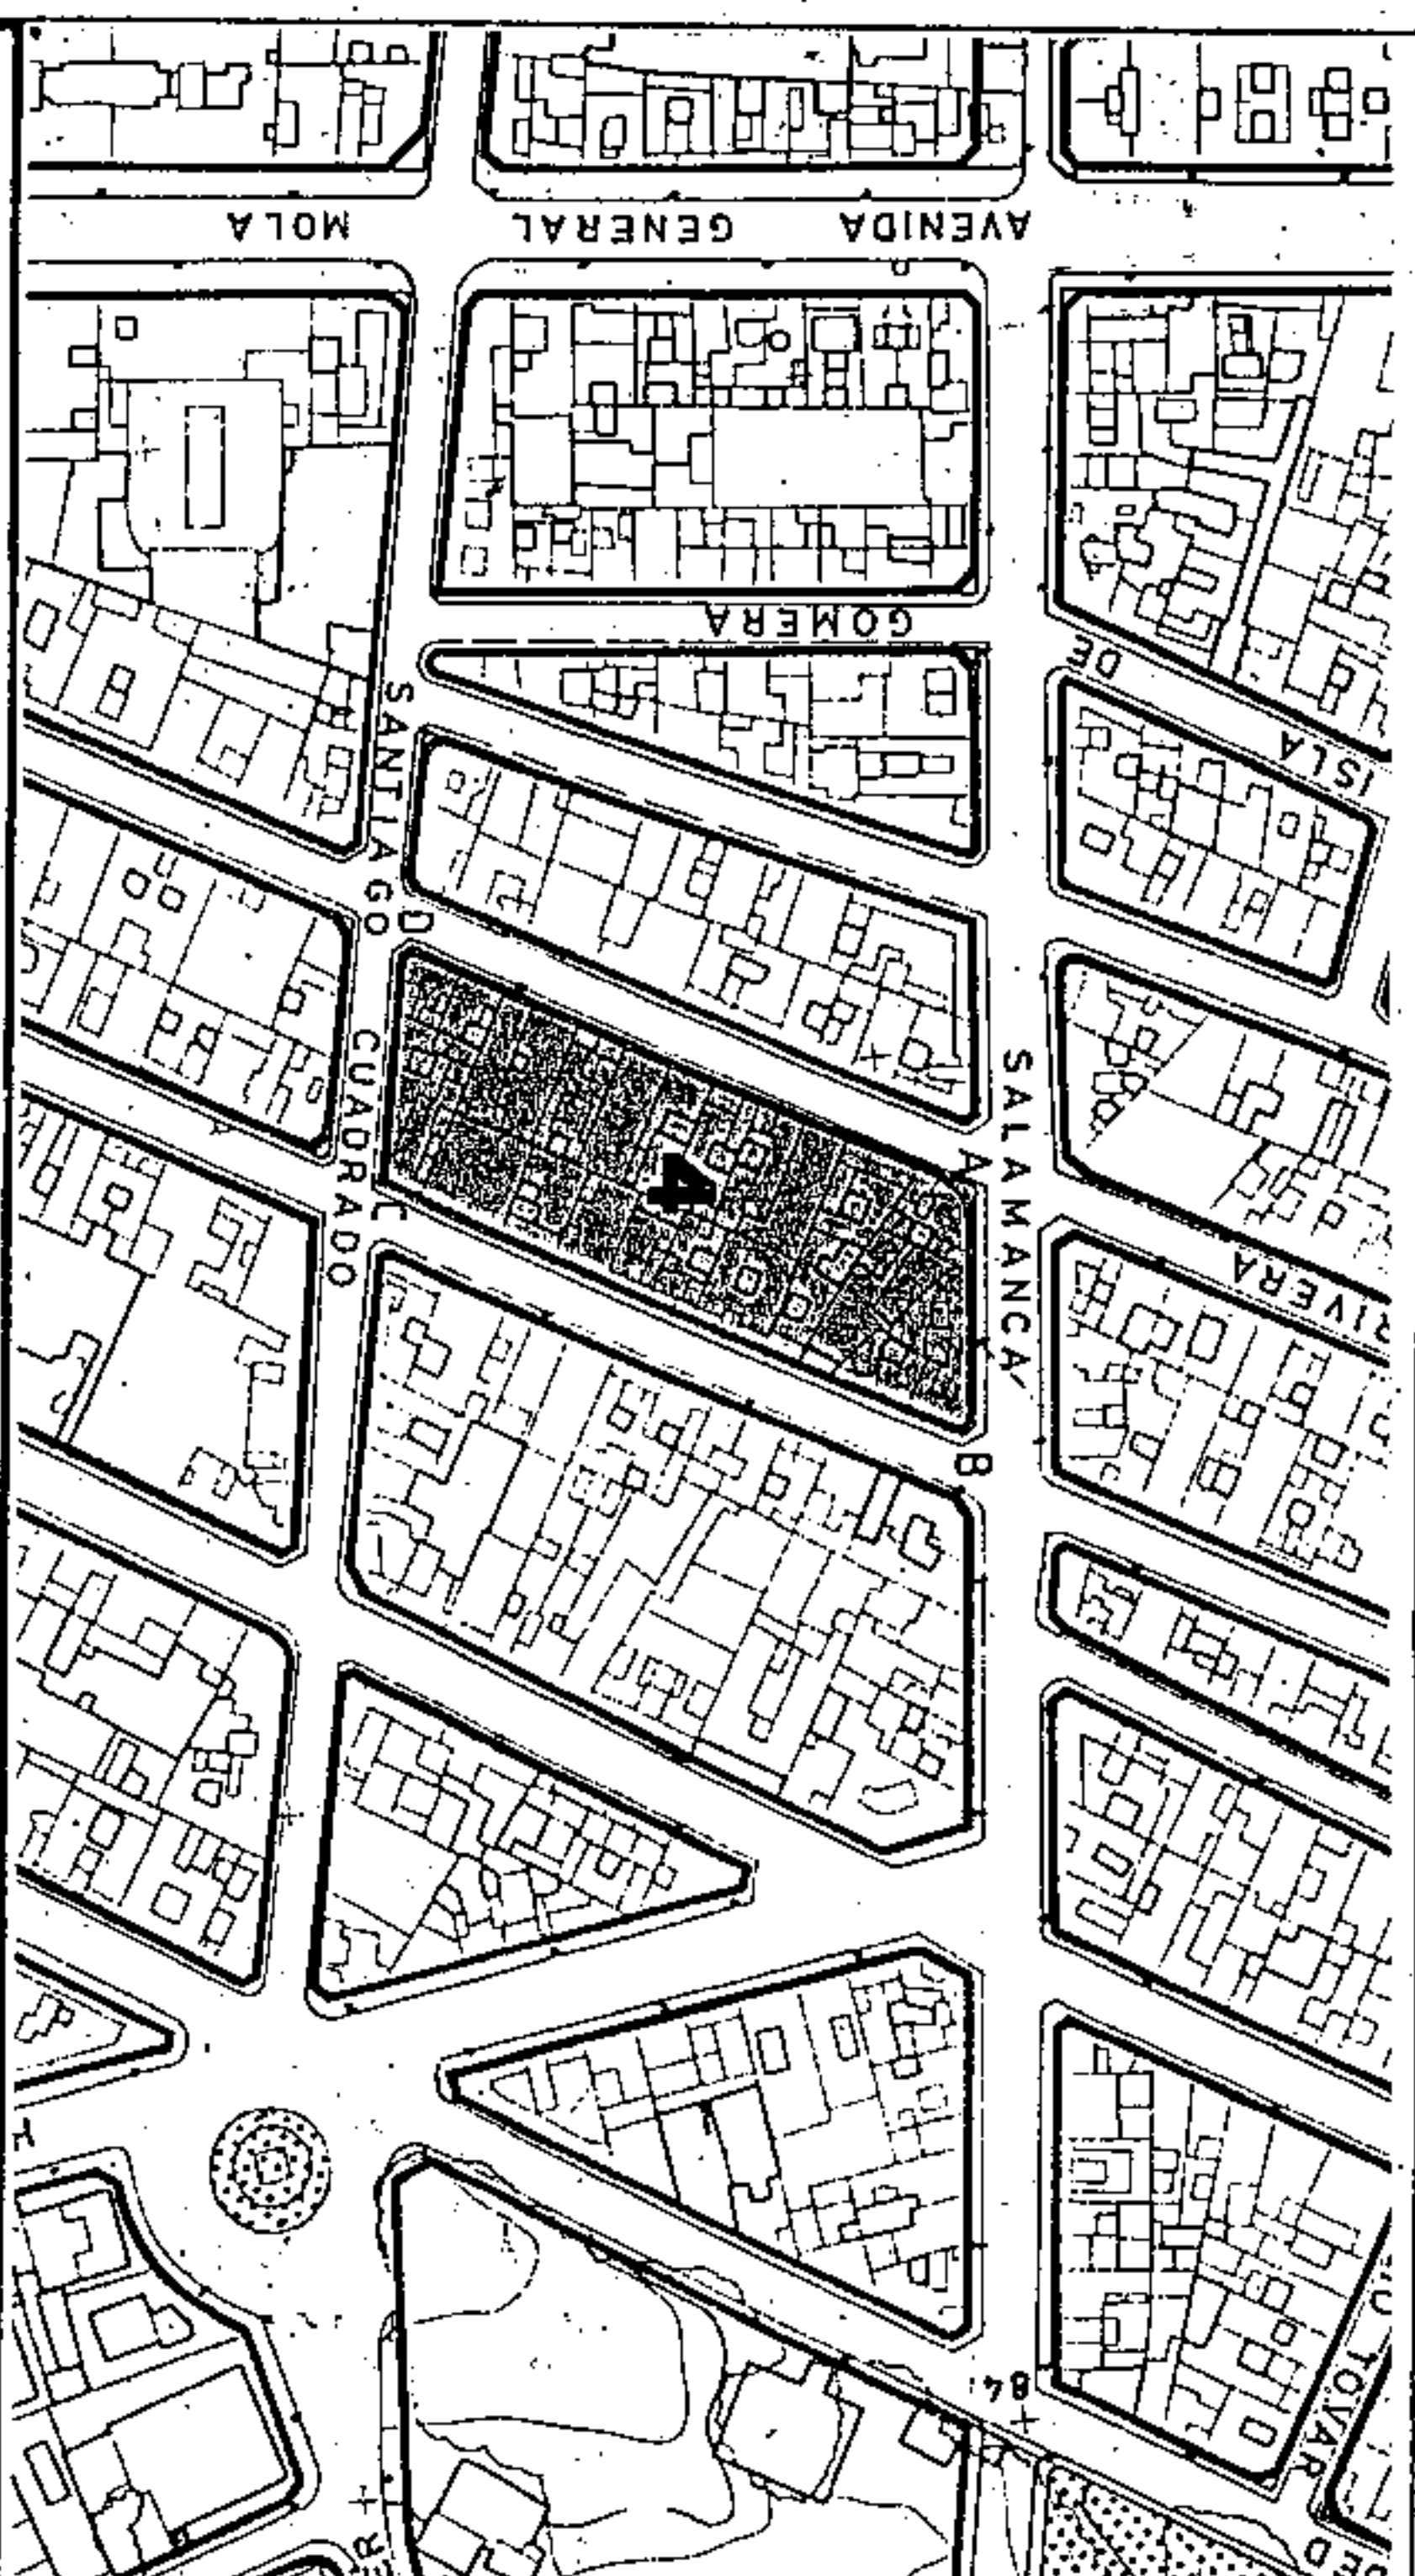 AVENIDA GENERAL MOLA
GOMERA
DE
ISLA
SANTIAGO
CUADRADO
D
A
SALAMANCA
4
C
RIVERA
B
84
TOVAR